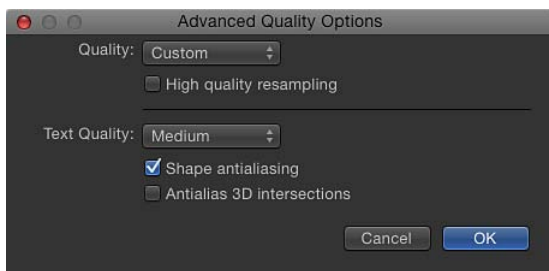 Advanced Quality Options
Quality: Custom
High quality resampling
Text Quality: Medium
Shape antialiasing
Antialias 3D intersections
Cancel OK